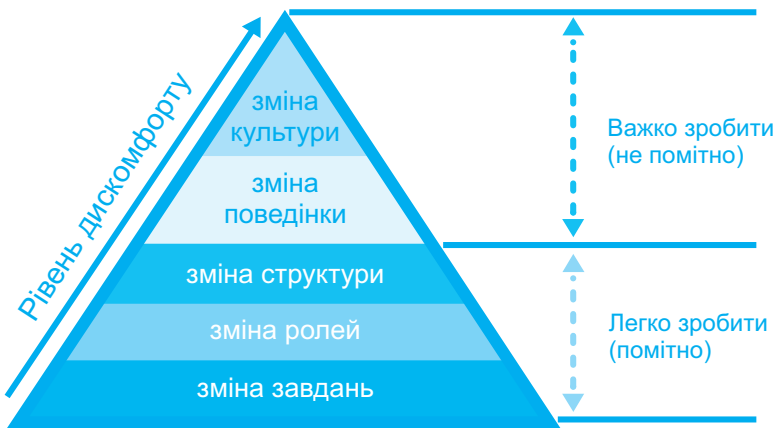 Рівень дискомфорту
зміна
культури
зміна
поведінки
зміна структури
зміна ролей
зміна завдань
Важко зробити
(не помітно)
Легко зробити
(помітно)